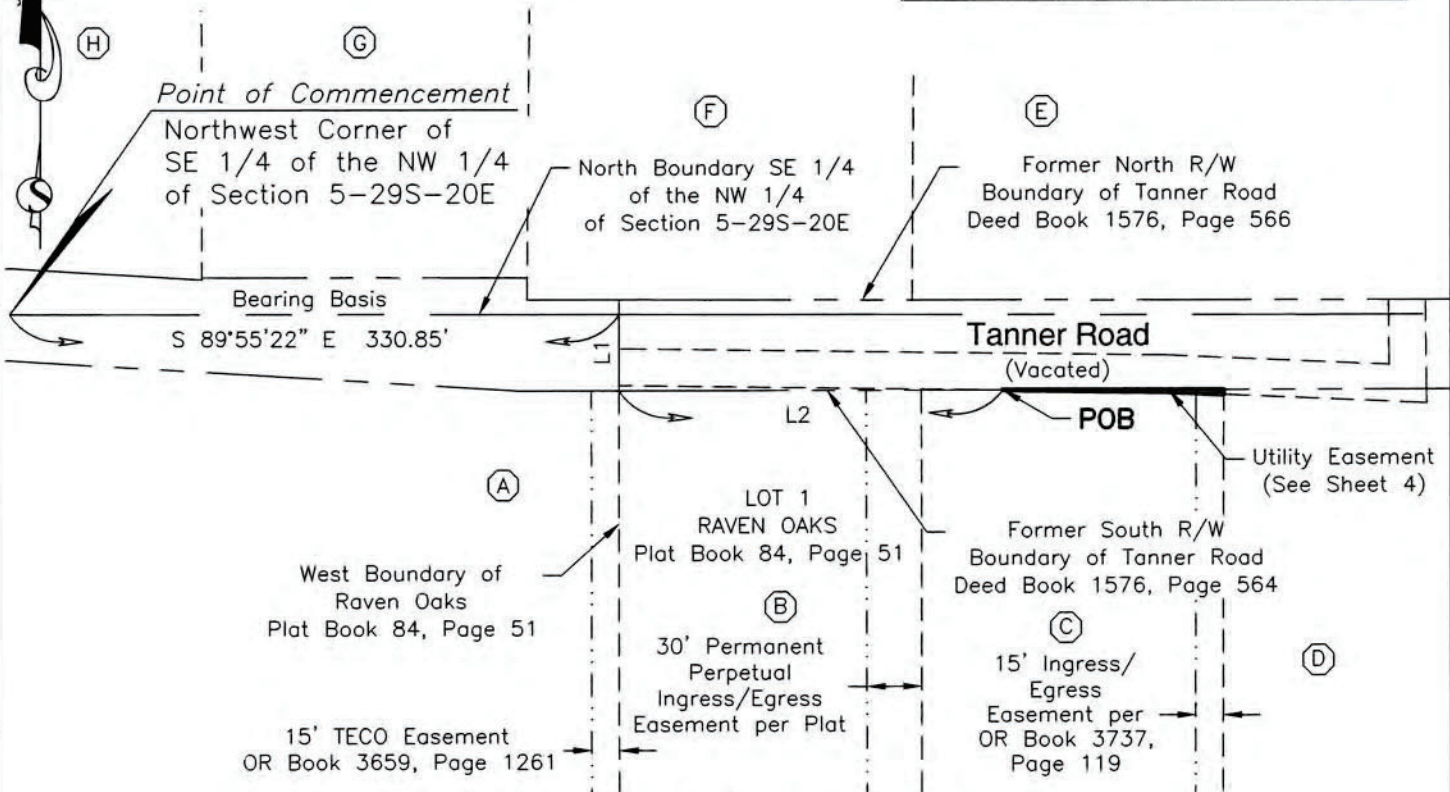 H
G
Point of Commencement
Northwest Corner of
SE 1/4 of the NW 1/4
of Section 5-29S-20E
F
E
North Boundary SE 1/4
of the NW 1/4
of Section 5-29S-20E
Former North R/W
Boundary of Tanner Road
Deed Book 1576, Page 566
Bearing Basis
S 89°55'22" E 330.85'
L1
Tanner Road
(Vacated)
L2
POB
Utility Easement
(See Sheet 4)
A
LOT 1
RAVEN OAKS
Plat Book 84, Page 51
Former South R/W
Boundary of Tanner Road
Deed Book 1576, Page 564
West Boundary of
Raven Oaks
Plat Book 84, Page 51
B
30' Permanent
Perpetual
Ingress/Egress
Easement per Plat
C
15' Ingress/
Egress
Easement per
OR Book 3737,
Page 119
D
15' TECO Easement
OR Book 3659, Page 1261